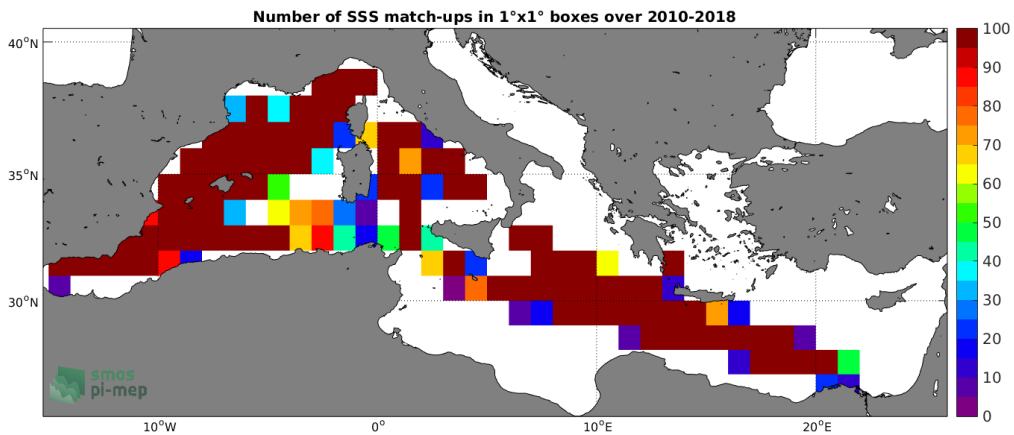 Number of SSS match-ups in 1°x1° boxes over 2010-2018
40°N
35°N
30°N
10°W
0°
10°E
20°E
100
90
80
70
60
50
40
30
20
10
0
smos
pi-mep